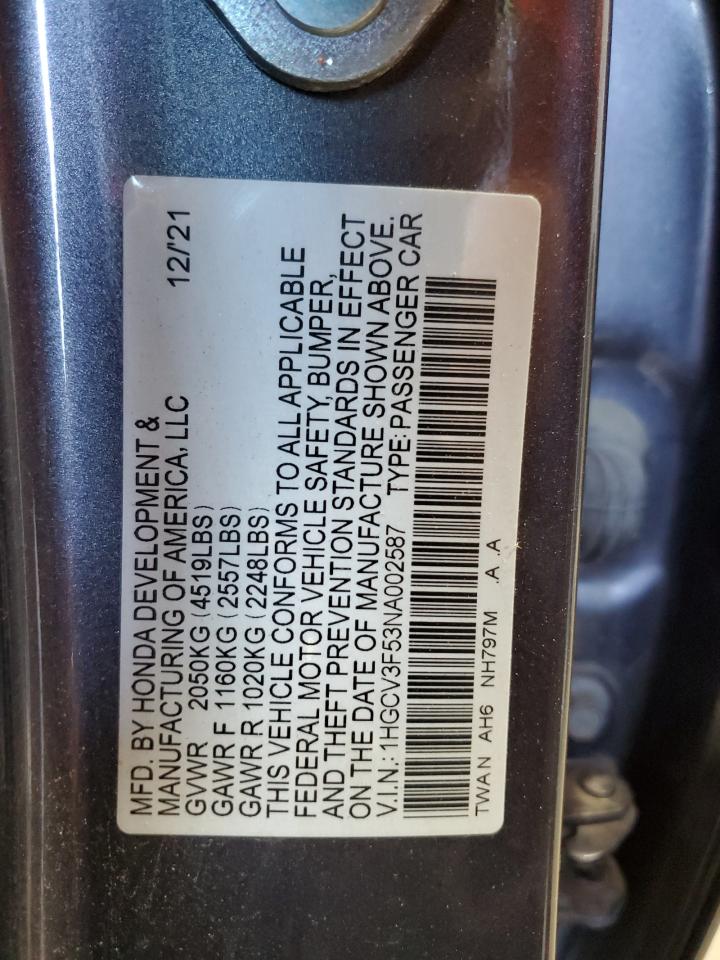 MFD. BY HONDA DEVELOPMENT &
MANUFACTURING OF AMERICA, LLC 12/'21
GVWR 2050KG (4519LBS)
GAWR F 1160KG (2557LBS)
GAWR R 1020KG (2248LBS)
THIS VEHICLE CONFORMS TO ALL APPLICABLE
FEDERAL MOTOR VEHICLE SAFETY, BUMPER,
AND THEFT PREVENTION STANDARDS IN EFFECT
ON THE DATE OF MANUFACTURE SHOWN ABOVE.
V.I.N.: 1HGCV3F53NA002587 TYPE: PASSENGER CAR
TWAN AH6 NH797M .A .A